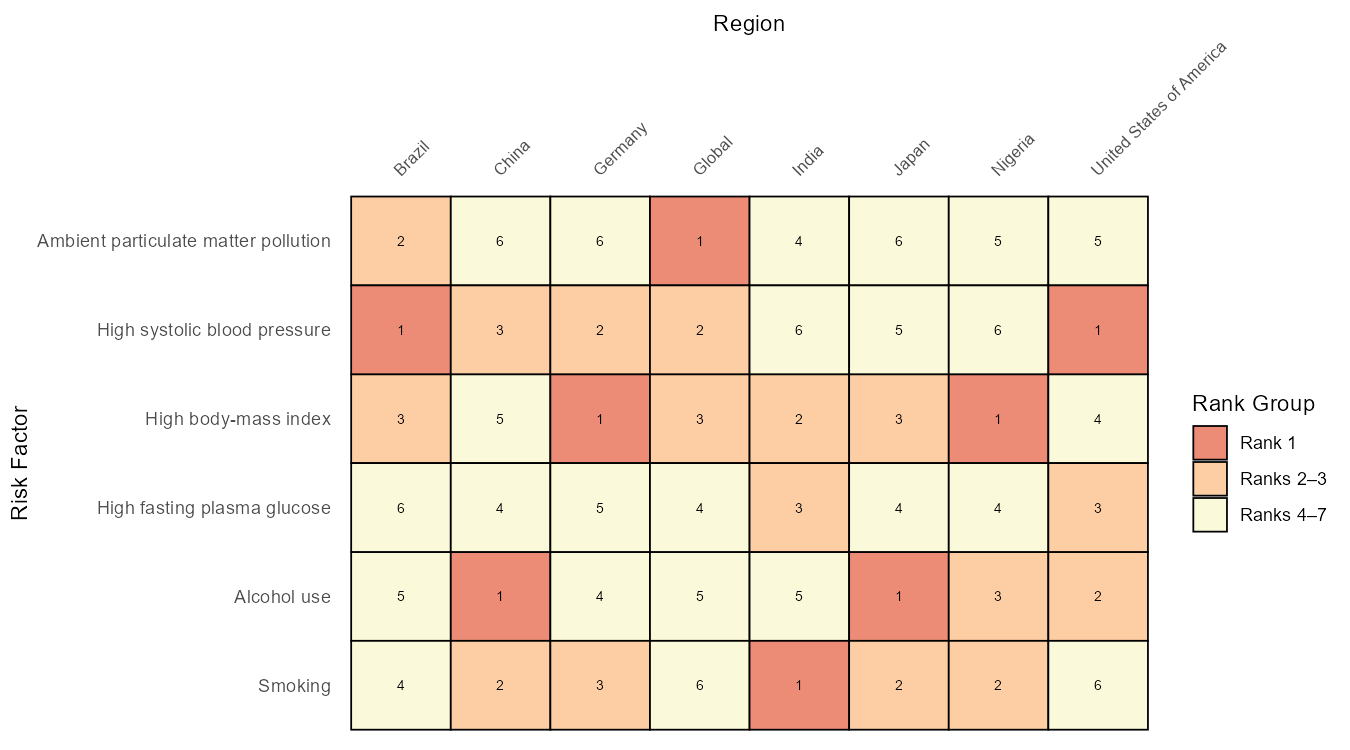 Region
Brazil China Germany Global India Japan Nigeria United States of America
Ambient particulate matter pollution 2 6 6 1 4 6 5 5
High systolic blood pressure 1 3 2 2 6 5 6 1
High body-mass index 3 5 1 3 2 3 1 4
High fasting plasma glucose 6 4 5 4 3 4 4 3
Alcohol use 5 1 4 5 5 1 3 2
Smoking 4 2 3 6 1 2 2 6
Risk Factor
Rank Group
Rank 1
Ranks 2–3
Ranks 4–7